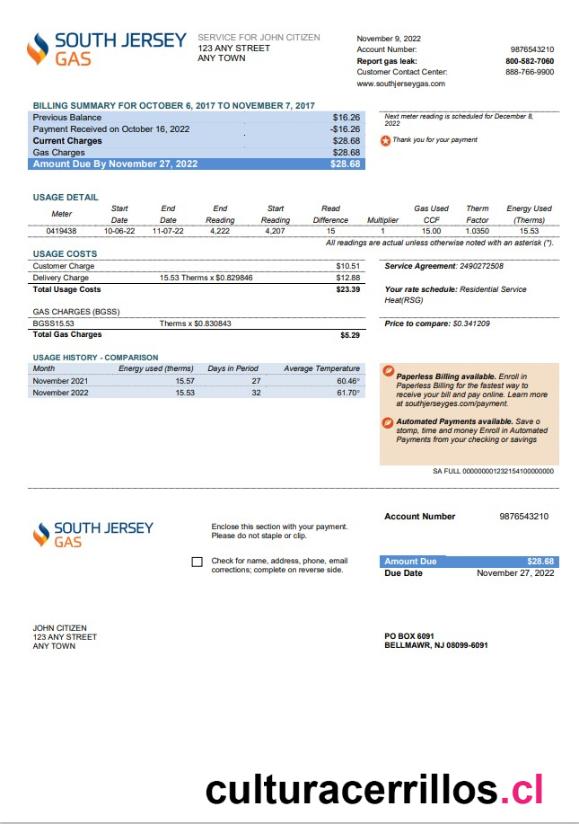 SOUTH JERSEY
GAS
SERVICE FOR JOHN CITIZEN
123 ANY STREET
ANY TOWN
November 9, 2022
Account Number: 9876543210
Report gas leak: 800-582-7060
Customer Contact Center: 888-766-9900
www.southjerseygas.com
BILLING SUMMARY FOR OCTOBER 6, 2017 TO NOVEMBER 7, 2017
Previous Balance $16.26
Payment Received on October 16, 2022 -$16.26
Current Charges $28.68
Gas Charges $28.68
Amount Due By November 27, 2022 $28.68
Next meter reading is scheduled for December 8,
2022
Thank you for your payment
USAGE DETAIL
Meter Start Date End Date End Reading Start Reading Read Difference Multiplier Gas Used CCF Therm Factor Energy Used (Therms)
0419438 10-06-22 11-07-22 4,222 4,207 15 1 15.00 1.0350 15.53
All readings are actual unless otherwise noted with an asterisk (*).
USAGE COSTS
Customer Charge $10.51
Delivery Charge 15.53 Therms x $0.829846 $12.88
Total Usage Costs $23.39
Service Agreement: 2490272508
Your rate schedule: Residential Service
Heat(RSG)
GAS CHARGES (BGSS)
BGSS15.53 Therms x $0.830843
Total Gas Charges $5.29
Price to compare: $0.341209
USAGE HISTORY - COMPARISON
Month Energy used (therms) Days in Period Average Temperature
November 2021 15.57 27 60.46°
November 2022 15.53 32 61.70°
Paperless Billing available. Enroll in
Paperless Billing for the fastest way to
receive your bill and pay online. Learn more
at southjerseyges.com/payment.
Automated Payments available. Save o
stomp, time and money Enroll in Automated
Payments from your checking or savings
SA FULL 0000000001232154100000000
SOUTH JERSEY
GAS
Enclose this section with your payment.
Please do not staple or clip.
Check for name, address, phone, email
corrections; complete on reverse side.
Account Number 9876543210
Amount Due $28.68
Due Date November 27, 2022
JOHN CITIZEN
123 ANY STREET
ANY TOWN
PO BOX 6091
BELLMAWR, NJ 08099-6091
culturacerrillos.cl